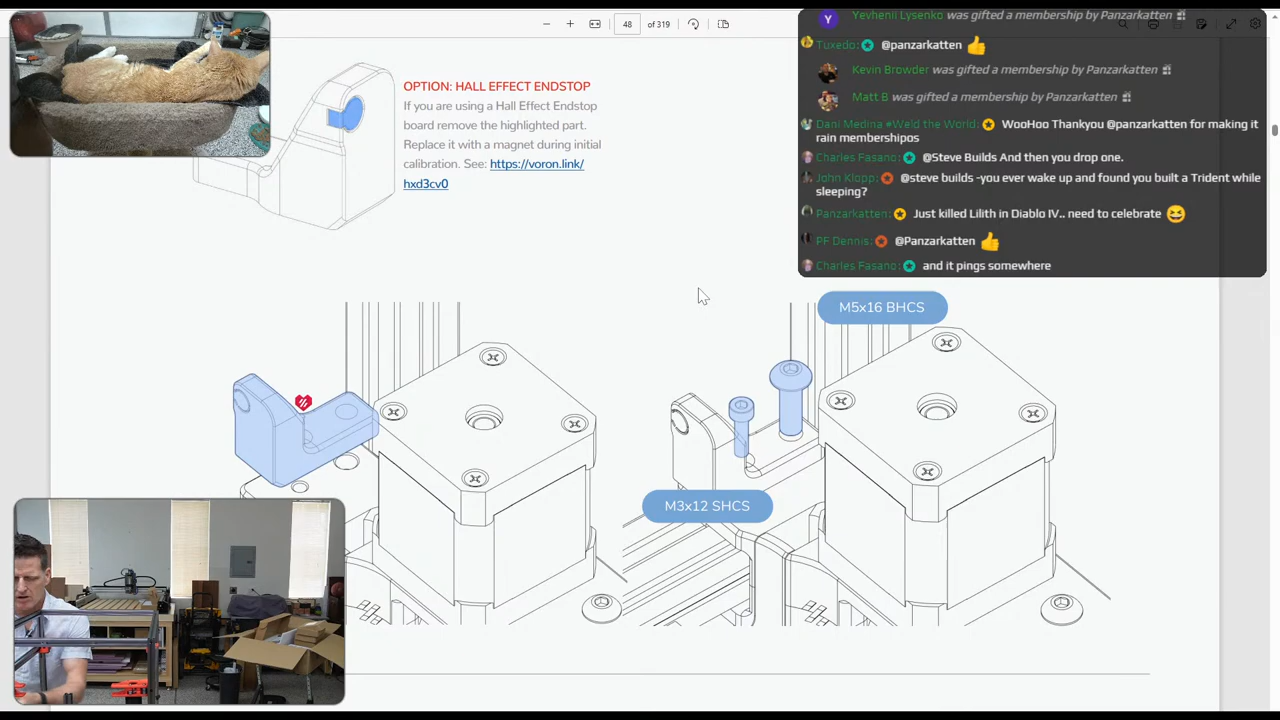 48 of 319
Yevhenii Lysenko was gifted a membership by Panzarkatten
Y
Tuxedo: @panzarkatten
Kevin Browder was gifted a membership by Panzarkatten
Matt B was gifted a membership by Panzarkatten
Dani Medina #Weld the World: WooHoo Thankyou @panzarkatten for making it
rain membershipos
Charles Fasano: @Steve Builds And then you drop one.
John Klopp: @steve builds -you ever wake up and found you built a Trident while
sleeping?
Panzarkatten: Just killed Lilith in Diablo IV.. need to celebrate
PF Dennis: @Panzarkatten
Charles Fasano: and it pings somewhere
OPTION: HALL EFFECT ENDSTOP
If you are using a Hall Effect Endstop
board remove the highlighted part.
Replace it with a magnet during initial
calibration. See: https://voron.link/
hxd3cv0
M5x16 BHCS
M3x12 SHCS